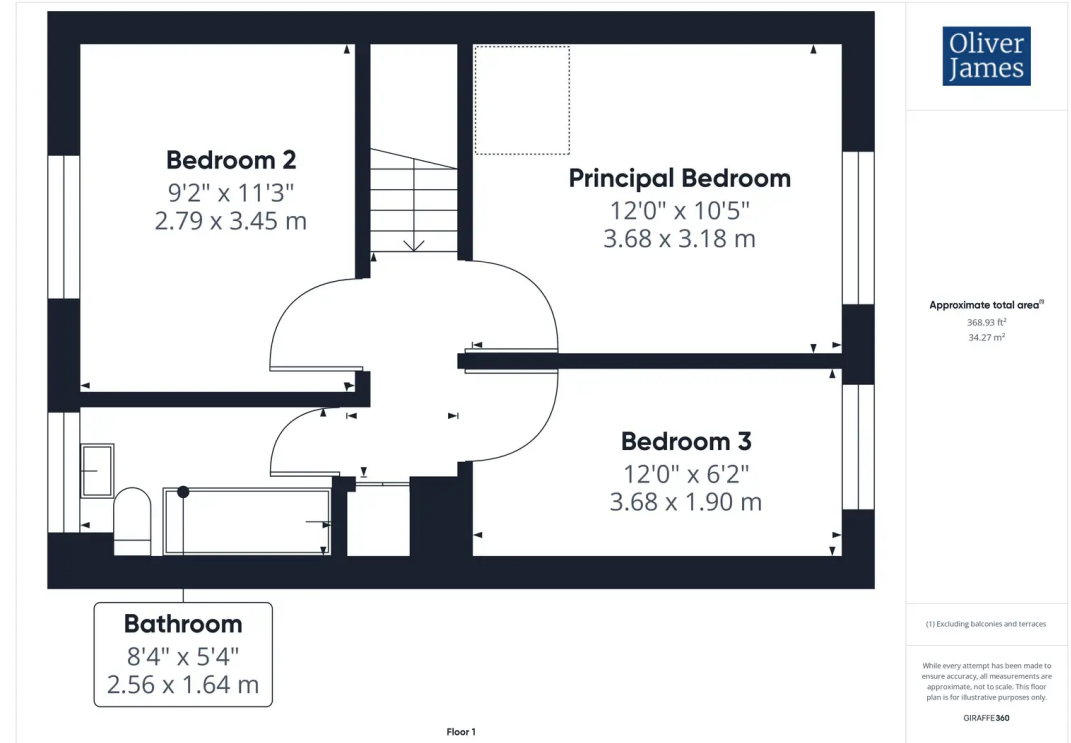 Oliver
James
Bedroom 2
9'2" x 11'3"
2.79 x 3.45 m
Principal Bedroom
12'0" x 10'5"
3.68 x 3.18 m
Bedroom 3
12'0" x 6'2"
3.68 x 1.90 m
Bathroom
8'4" x 5'4"
2.56 x 1.64 m
Floor 1
Approximate total area⁽¹⁾
368.93 ft²
34.27 m²
(1) Excluding balconies and terraces
While every attempt has been made to
ensure accuracy, all measurements are
approximate, not to scale. This floor
plan is for illustrative purposes only.
GIRAFFE360